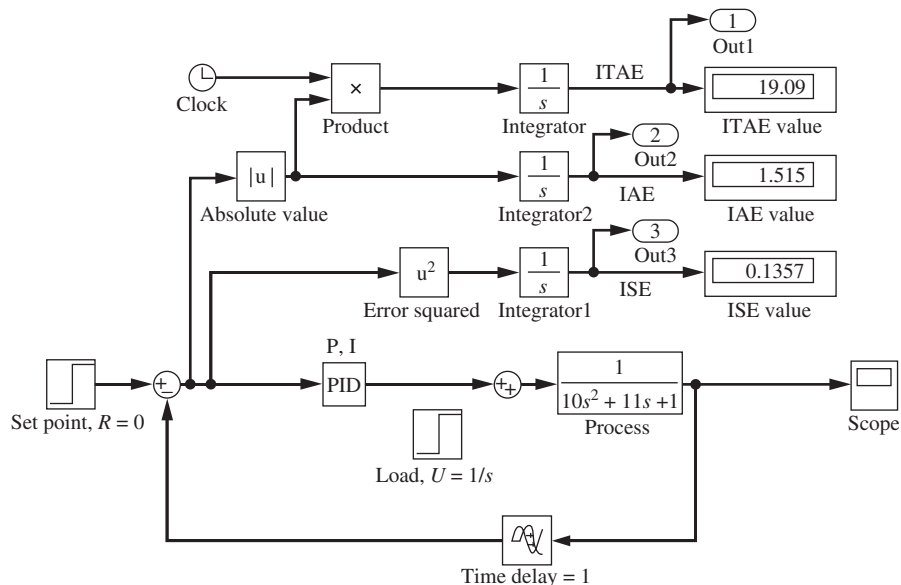 1
Out1
ITAE
19.09
ITAE value
Clock
×
Product
1
s
Integrator
2
Out2
|u|
Absolute value
1
s
Integrator2
IAE
1.515
IAE value
3
Out3
u²
Error squared
1
s
Integrator1
ISE
0.1357
ISE value
P, I
+
−
PID
+
+
1
10s² + 11s +1
Process
Set point, R = 0
Scope
Load, U = 1/s
Time delay = 1